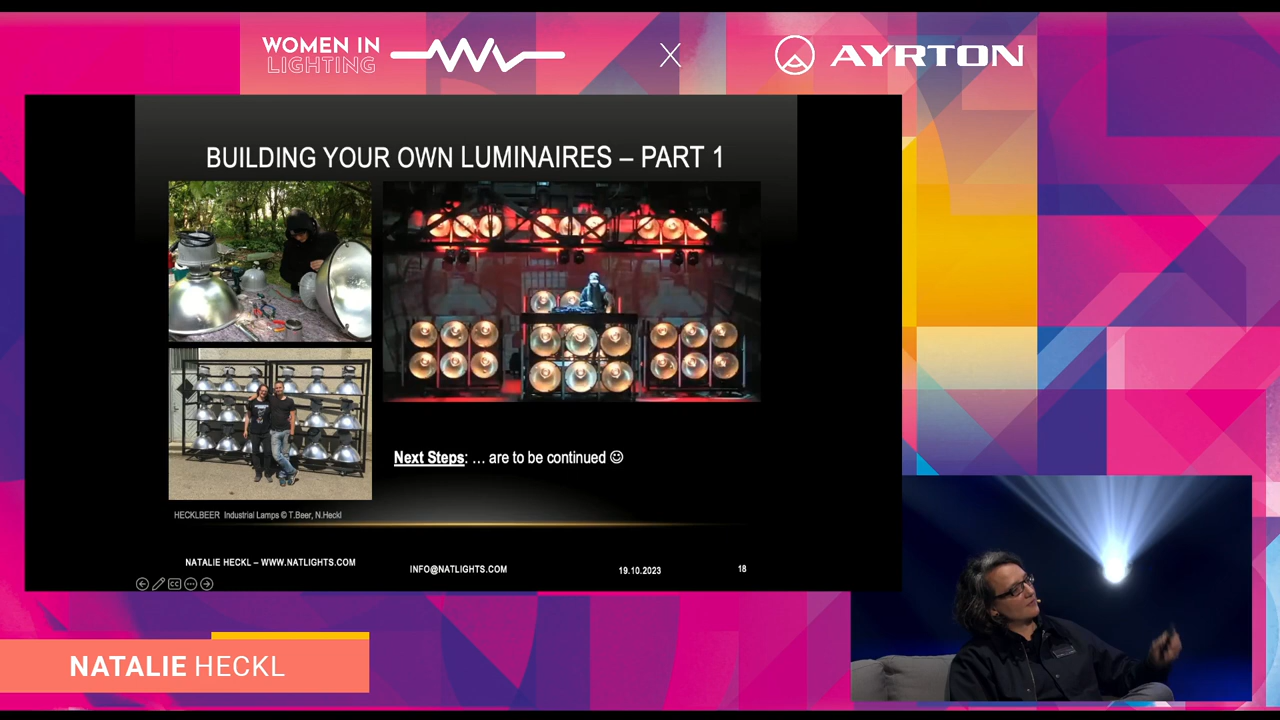 WOMEN IN
LIGHTING
X
AYRTON
BUILDING YOUR OWN LUMINAIRES – PART 1
Next Steps: ... are to be continued ☺
HECKLBEER Industrial Lamps © T.Beer, N.Heckl
NATALIE HECKL – WWW.NATLIGHTS.COM
INFO@NATLIGHTS.COM
19.10.2023
18
CC
NATALIE HECKL